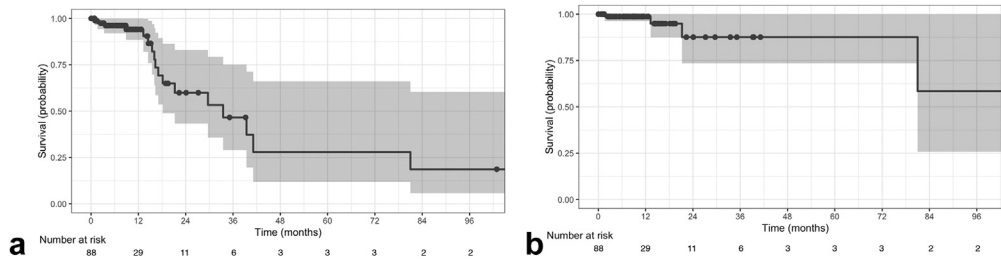 1.00
0.75
0.50
0.25
0.00
Survival (probability)
0 12 24 36 48 60 72 84 96
Time (months)
Number at risk
88 29 11 6 3 3 3 2 2
a
1.00
0.75
0.50
0.25
0.00
Survival (probability)
0 12 24 36 48 60 72 84 96
Time (months)
Number at risk
88 29 11 6 3 3 3 2 2
b